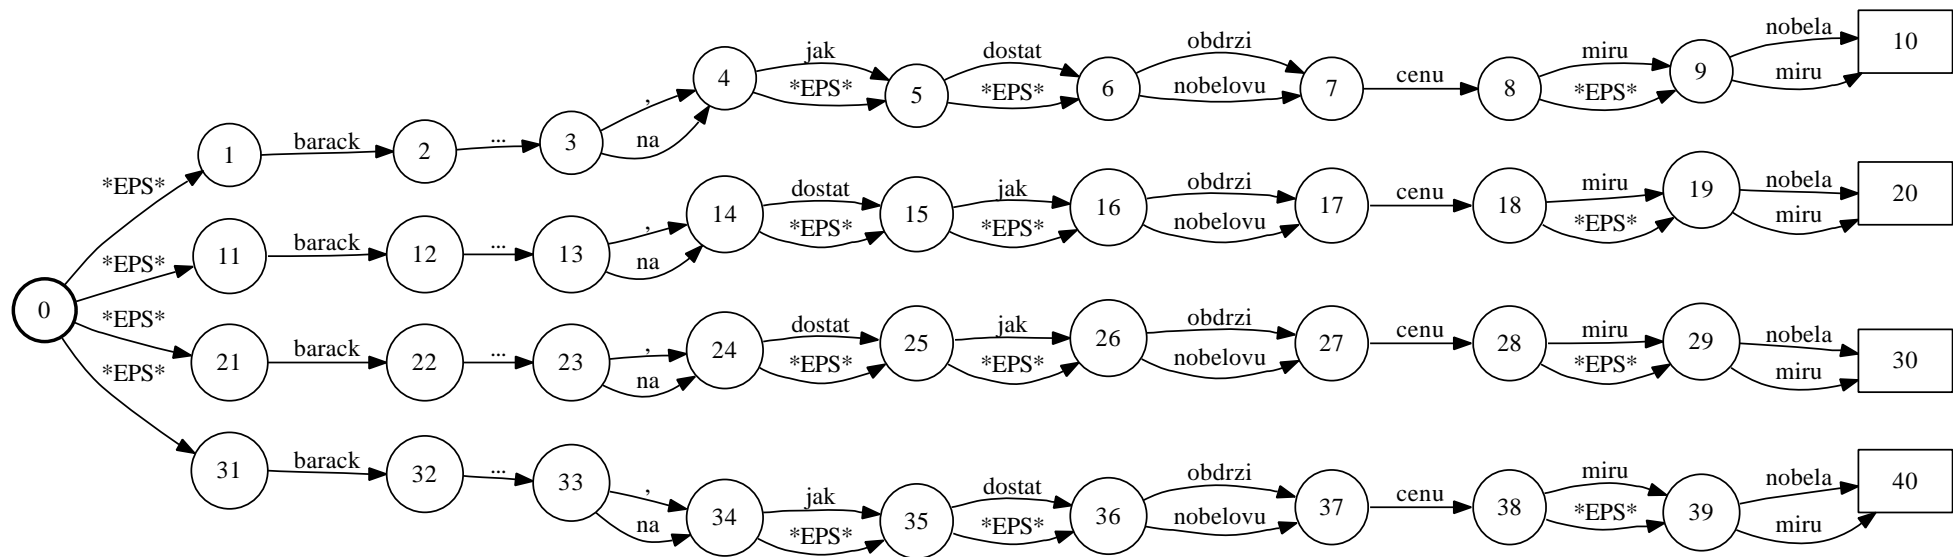 *EPS* 1 barack 2 ... 3 , na 4 jak *EPS* 5 dostat *EPS* 6 obdrzi nobelovu 7 cenu 8 miru *EPS* 9 nobela miru 10
*EPS* 11 barack 12 ... 13 , na 14 dostat *EPS* 15 jak *EPS* 16 obdrzi nobelovu 17 cenu 18 miru *EPS* 19 nobela miru 20
0
*EPS* 21 barack 22 ... 23 , na 24 dostat *EPS* 25 jak *EPS* 26 obdrzi nobelovu 27 cenu 28 miru *EPS* 29 nobela miru 30
*EPS* 31 barack 32 ... 33 , na 34 jak *EPS* 35 dostat *EPS* 36 obdrzi nobelovu 37 cenu 38 miru *EPS* 39 nobela miru 40